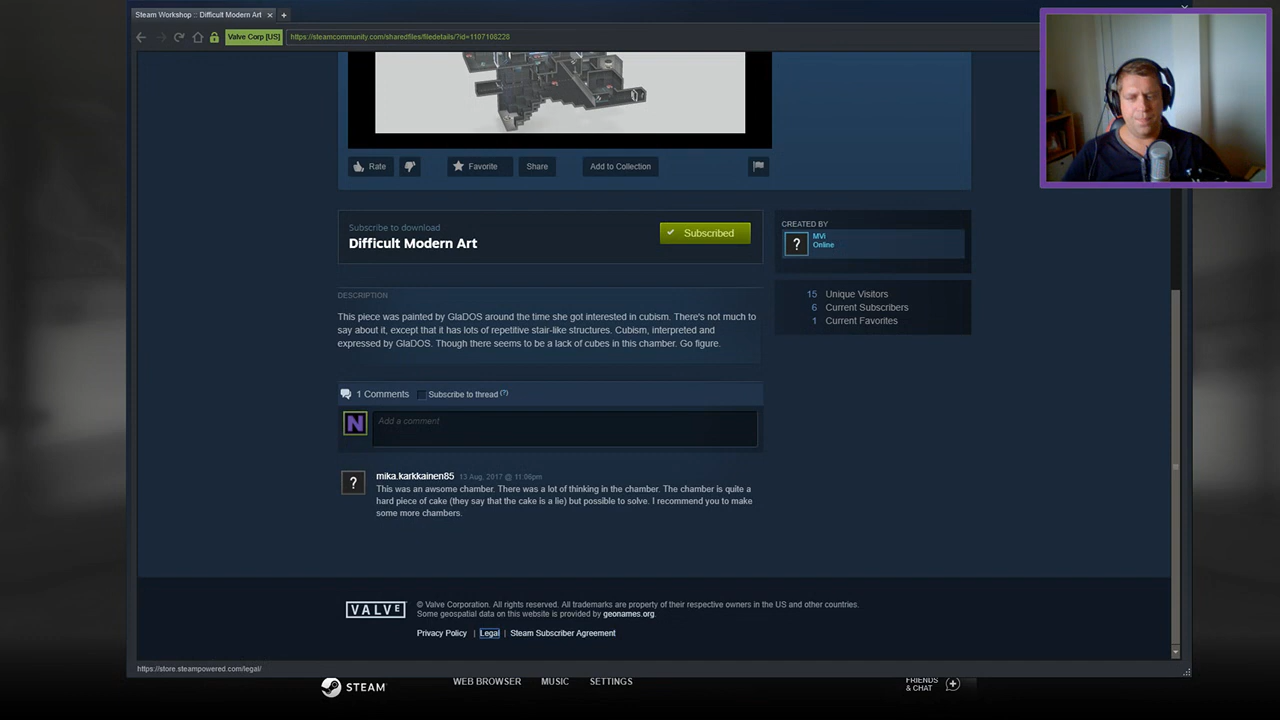 Steam Workshop :: Difficult Modern Art
Valve Corp [US]
https://steamcommunity.com/sharedfiles/filedetails/?id=1107108228
Rate
Favorite
Share
Add to Collection
Subscribe to download
Difficult Modern Art
Subscribed
CREATED BY
MVi
Online
15 Unique Visitors
6 Current Subscribers
1 Current Favorites
DESCRIPTION
This piece was painted by GlaDOS around the time she got interested in cubism. There's not much to
say about it, except that it has lots of repetitive stair-like structures. Cubism, interpreted and
expressed by GlaDOS. Though there seems to be a lack of cubes in this chamber. Go figure.
1 Comments
Subscribe to thread (?)
N
Add a comment
?
mika.karkkainen85 13 Aug, 2017 @ 11:06pm
This was an awsome chamber. There was a lot of thinking in the chamber. The chamber is quite a
hard piece of cake (they say that the cake is a lie) but possible to solve. I recommend you to make
some more chambers.
VALVE
© Valve Corporation. All rights reserved. All trademarks are property of their respective owners in the US and other countries.
Some geospatial data on this website is provided by geonames.org.
Privacy Policy | Legal | Steam Subscriber Agreement
https://store.steampowered.com/legal/
STEAM
WEB BROWSER
MUSIC
SETTINGS
FRIENDS
& CHAT